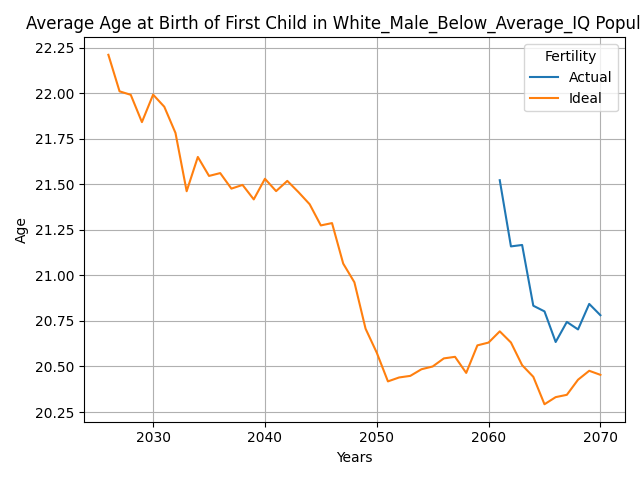 Average Age at Birth of First Child in White_Male_Below_Average_IQ Popul
22.25
22.00
21.75
21.50
21.25
21.00
20.75
20.50
20.25
Age
Fertility
Actual
Ideal
2030 2040 2050 2060 2070
Years